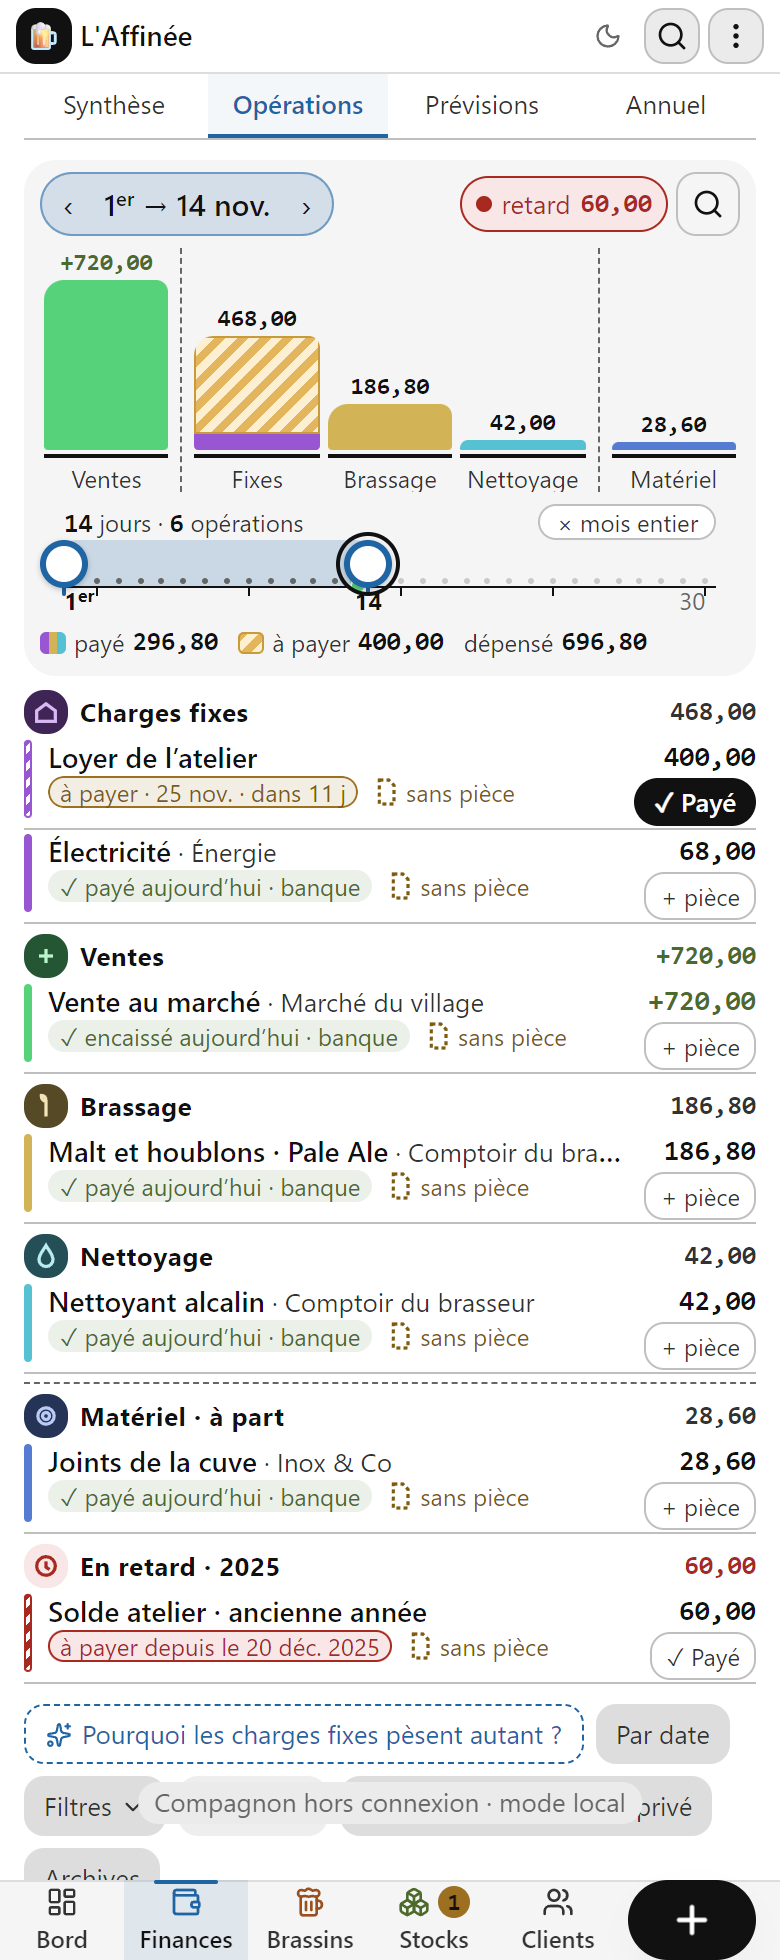 L'Affinée
Synthèse Opérations Prévisions Annuel
‹ 1er → 14 nov. › retard 60,00
+720,00
468,00
186,80
42,00
28,60
Ventes Fixes Brassage Nettoyage Matériel
14 jours · 6 opérations × mois entier
1er 14 30
payé 296,80 à payer 400,00 dépensé 696,80
Charges fixes 468,00
Loyer de l’atelier 400,00
à payer · 25 nov. · dans 11 j sans pièce ✓ Payé
Électricité · Énergie 68,00
✓ payé aujourd’hui · banque sans pièce + pièce
Ventes +720,00
Vente au marché · Marché du village +720,00
✓ encaissé aujourd’hui · banque sans pièce + pièce
Brassage 186,80
Malt et houblons · Pale Ale · Comptoir du bra... 186,80
✓ payé aujourd’hui · banque sans pièce + pièce
Nettoyage 42,00
Nettoyant alcalin · Comptoir du brasseur 42,00
✓ payé aujourd’hui · banque sans pièce + pièce
Matériel · à part 28,60
Joints de la cuve · Inox & Co 28,60
✓ payé aujourd’hui · banque sans pièce + pièce
En retard · 2025 60,00
Solde atelier · ancienne année 60,00
à payer depuis le 20 déc. 2025 sans pièce ✓ Payé
Pourquoi les charges fixes pèsent autant ? Par date
Filtres Compagnon hors connexion · mode local privé
Archives
1
Bord Finances Brassins Stocks Clients +